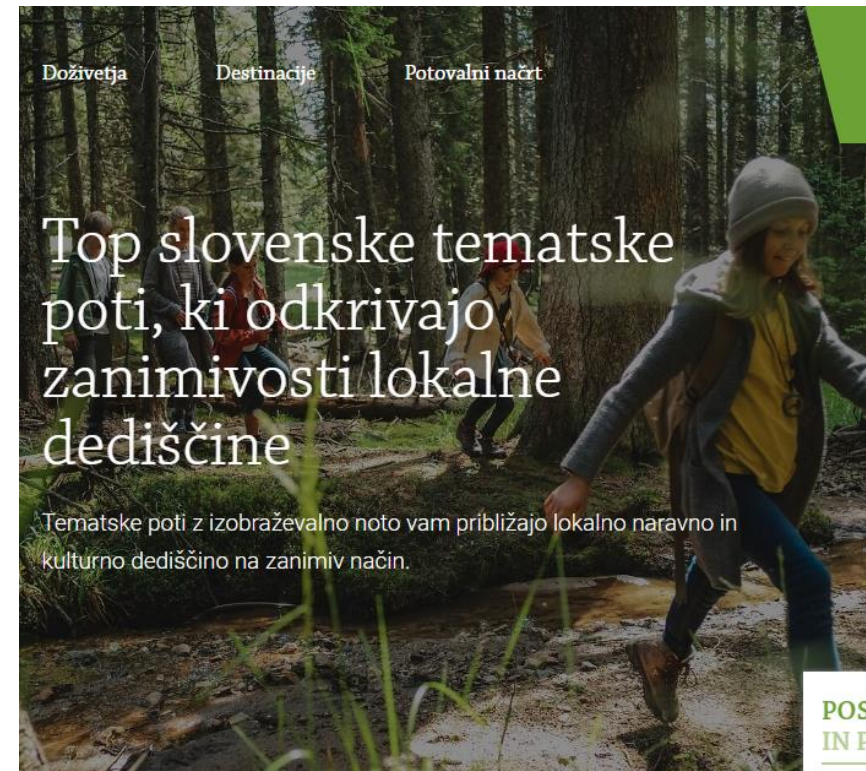 Doživetja Destinacije Potovalni načrt
Top slovenske tematske
poti, ki odkrivajo
zanimivosti lokalne
dediščine
Tematske poti z izobraževalno noto vam približajo lokalno naravno in
kulturno dediščino na zanimiv način.
IN